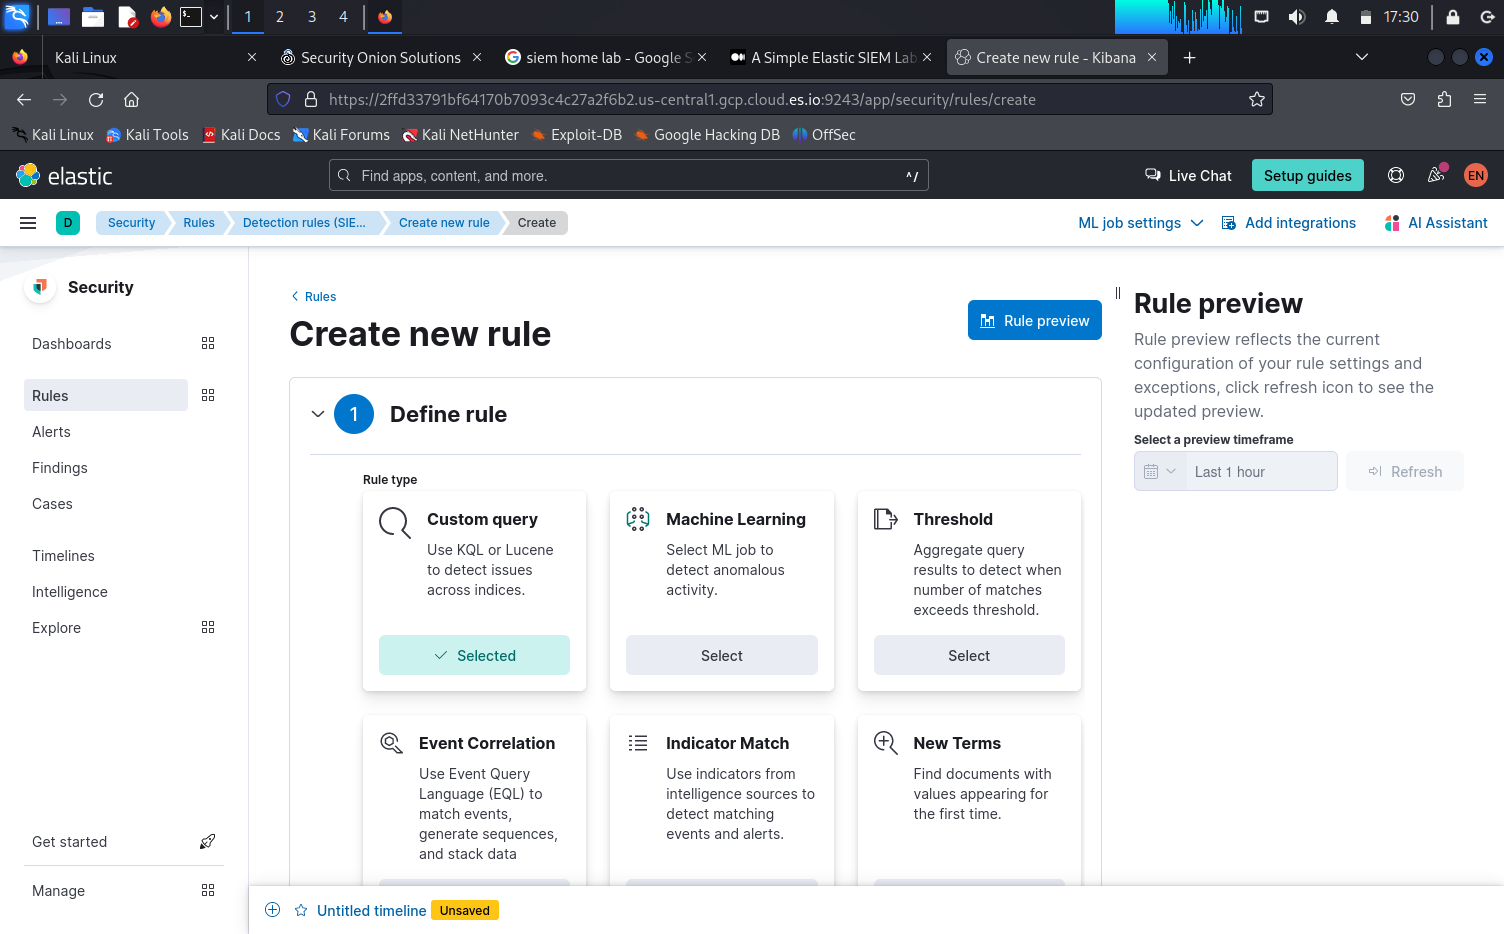 1 2 3 4 17:30
Kali Linux
Security Onion Solutions
siem home lab - Google S
A Simple Elastic SIEM Lab
Create new rule - Kibana
https://2ffd33791bf64170b7093c4c27a2f6b2.us-central1.gcp.cloud.es.io:9243/app/security/rules/create
Kali Linux Kali Tools Kali Docs Kali Forums Kali NetHunter Exploit-DB Google Hacking DB OffSec
elastic
Find apps, content, and more. ^/
Live Chat
Setup guides
EN
D
Security Rules Detection rules (SIE... Create new rule Create
ML job settings
Add integrations
AI Assistant
Security
Dashboards
Rules
Alerts
Findings
Cases
Timelines
Intelligence
Explore
Get started
Manage
Rules
Create new rule
Rule preview
1 Define rule
Rule type
Custom query
Use KQL or Lucene
to detect issues
across indices.
Selected
Machine Learning
Select ML job to
detect anomalous
activity.
Select
Threshold
Aggregate query
results to detect when
number of matches
exceeds threshold.
Select
Event Correlation
Use Event Query
Language (EQL) to
match events,
generate sequences,
and stack data
Indicator Match
Use indicators from
intelligence sources to
detect matching
events and alerts.
New Terms
Find documents with
values appearing for
the first time.
Rule preview
Rule preview reflects the current
configuration of your rule settings and
exceptions, click refresh icon to see the
updated preview.
Select a preview timeframe
Last 1 hour
Refresh
Untitled timeline Unsaved